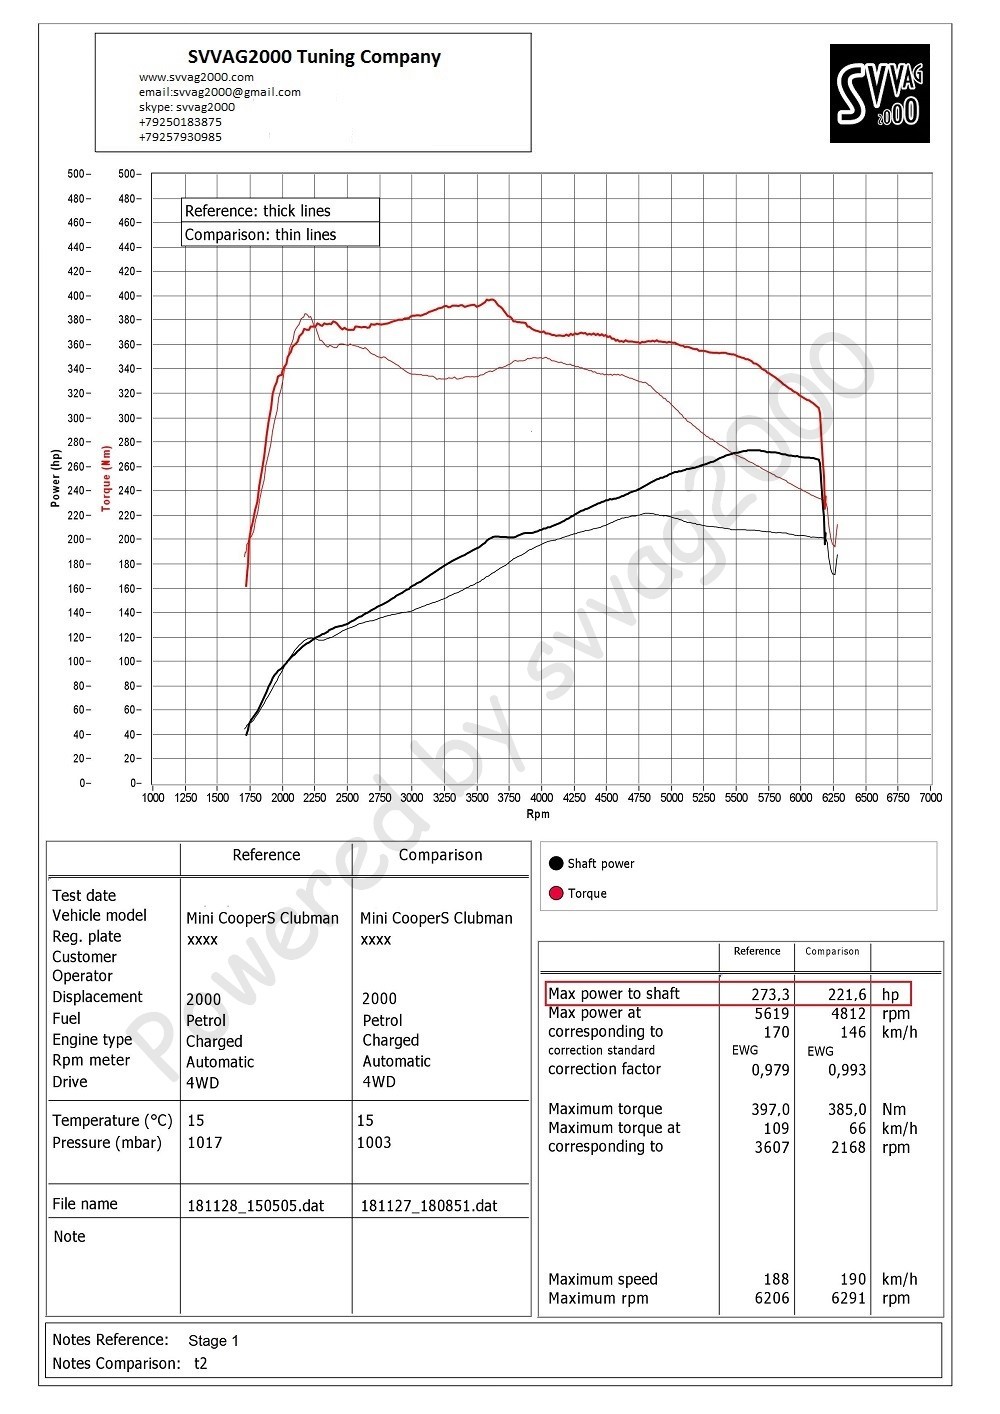 SVVAG2000 Tuning Company
www.svvag2000.com
email:svvag2000@gmail.com
skype: svvag2000
+79250183875
+79257930985
SVVAG
2000
Reference: thick lines
Comparison: thin lines
500 500
480 480
460 460
440 440
420 420
400 400
380 380
360 360
340 340
320 320
300 300
280 280
260 260
240 240
220 220
200 200
180 180
160 160
140 140
120 120
100 100
80 80
60 60
40 40
20 20
0 0
Power (hp)
Torque (Nm)
1000 1250 1500 1750 2000 2250 2500 2750 3000 3250 3500 3750 4000 4250 4500 4750 5000 5250 5500 5750 6000 6250 6750 7000
Rpm
Powered by svvag2000
Reference Comparison
Test date
Vehicle model Mini CooperS Clubman Mini CooperS Clubman
Reg. plate xxxx xxxx
Customer
Operator
Displacement 2000 2000
Fuel Petrol Petrol
Engine type Charged Charged
Rpm meter Automatic Automatic
Drive 4WD 4WD
Temperature (°C) 15 15
Pressure (mbar) 1017 1003
File name 181128_150505.dat 181127_180851.dat
Note
Shaft power
Torque
Reference Comparison
Max power to shaft 273,3 221,6 hp
Max power at 5619 4812 rpm
corresponding to 170 146 km/h
correction standard EWG EWG
correction factor 0,979 0,993
Maximum torque 397,0 385,0 Nm
Maximum torque at 109 66 km/h
corresponding to 3607 2168 rpm
Maximum speed 188 190 km/h
Maximum rpm 6206 6291 rpm
Notes Reference: Stage 1
Notes Comparison: t2